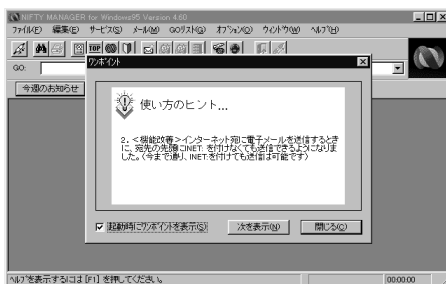 NIFTY MANAGER for Windows95 Version 4.60
ファイル(F) 編集(E) サービス(S) メール(M) GOリスト(G) オプション(O) ウィンドウ(W) ヘルプ(H)
TOP
GO:
今週のお知らせ
ワンポイント
使い方のヒント...
2.<機能改善>インターネット宛に電子メールを送信するとき
に、宛先の先頭にINET:を付けなくても送信できるようになりま
した。(今まで通り、INET:を付けても送信は可能です)
起動時にワンポイントを表示(S)
次を表示(N)
閉じる(C)
ヘルプを表示するには [F1] を押してください。
00:00:00